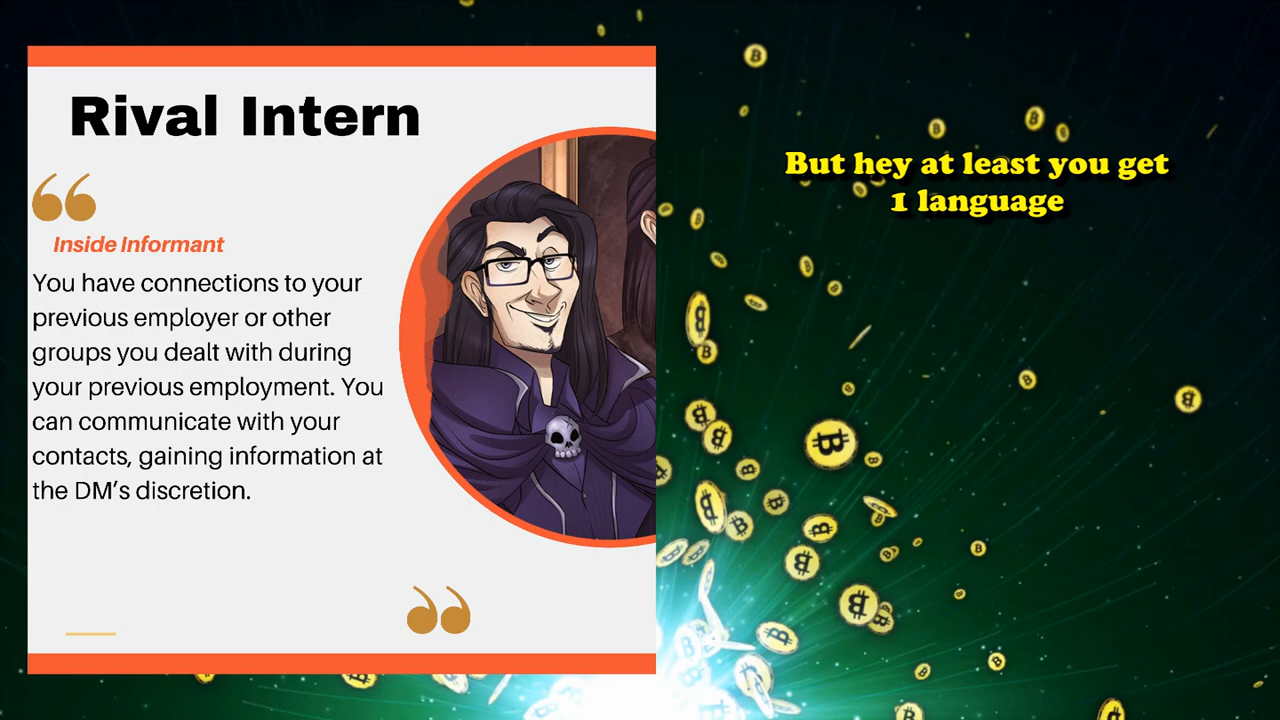 Rival Intern
“
Inside Informant
You have connections to your
previous employer or other
groups you dealt with during
your previous employment. You
can communicate with your
contacts, gaining information at
the DM’s discretion.
”
But hey at least you get
1 language